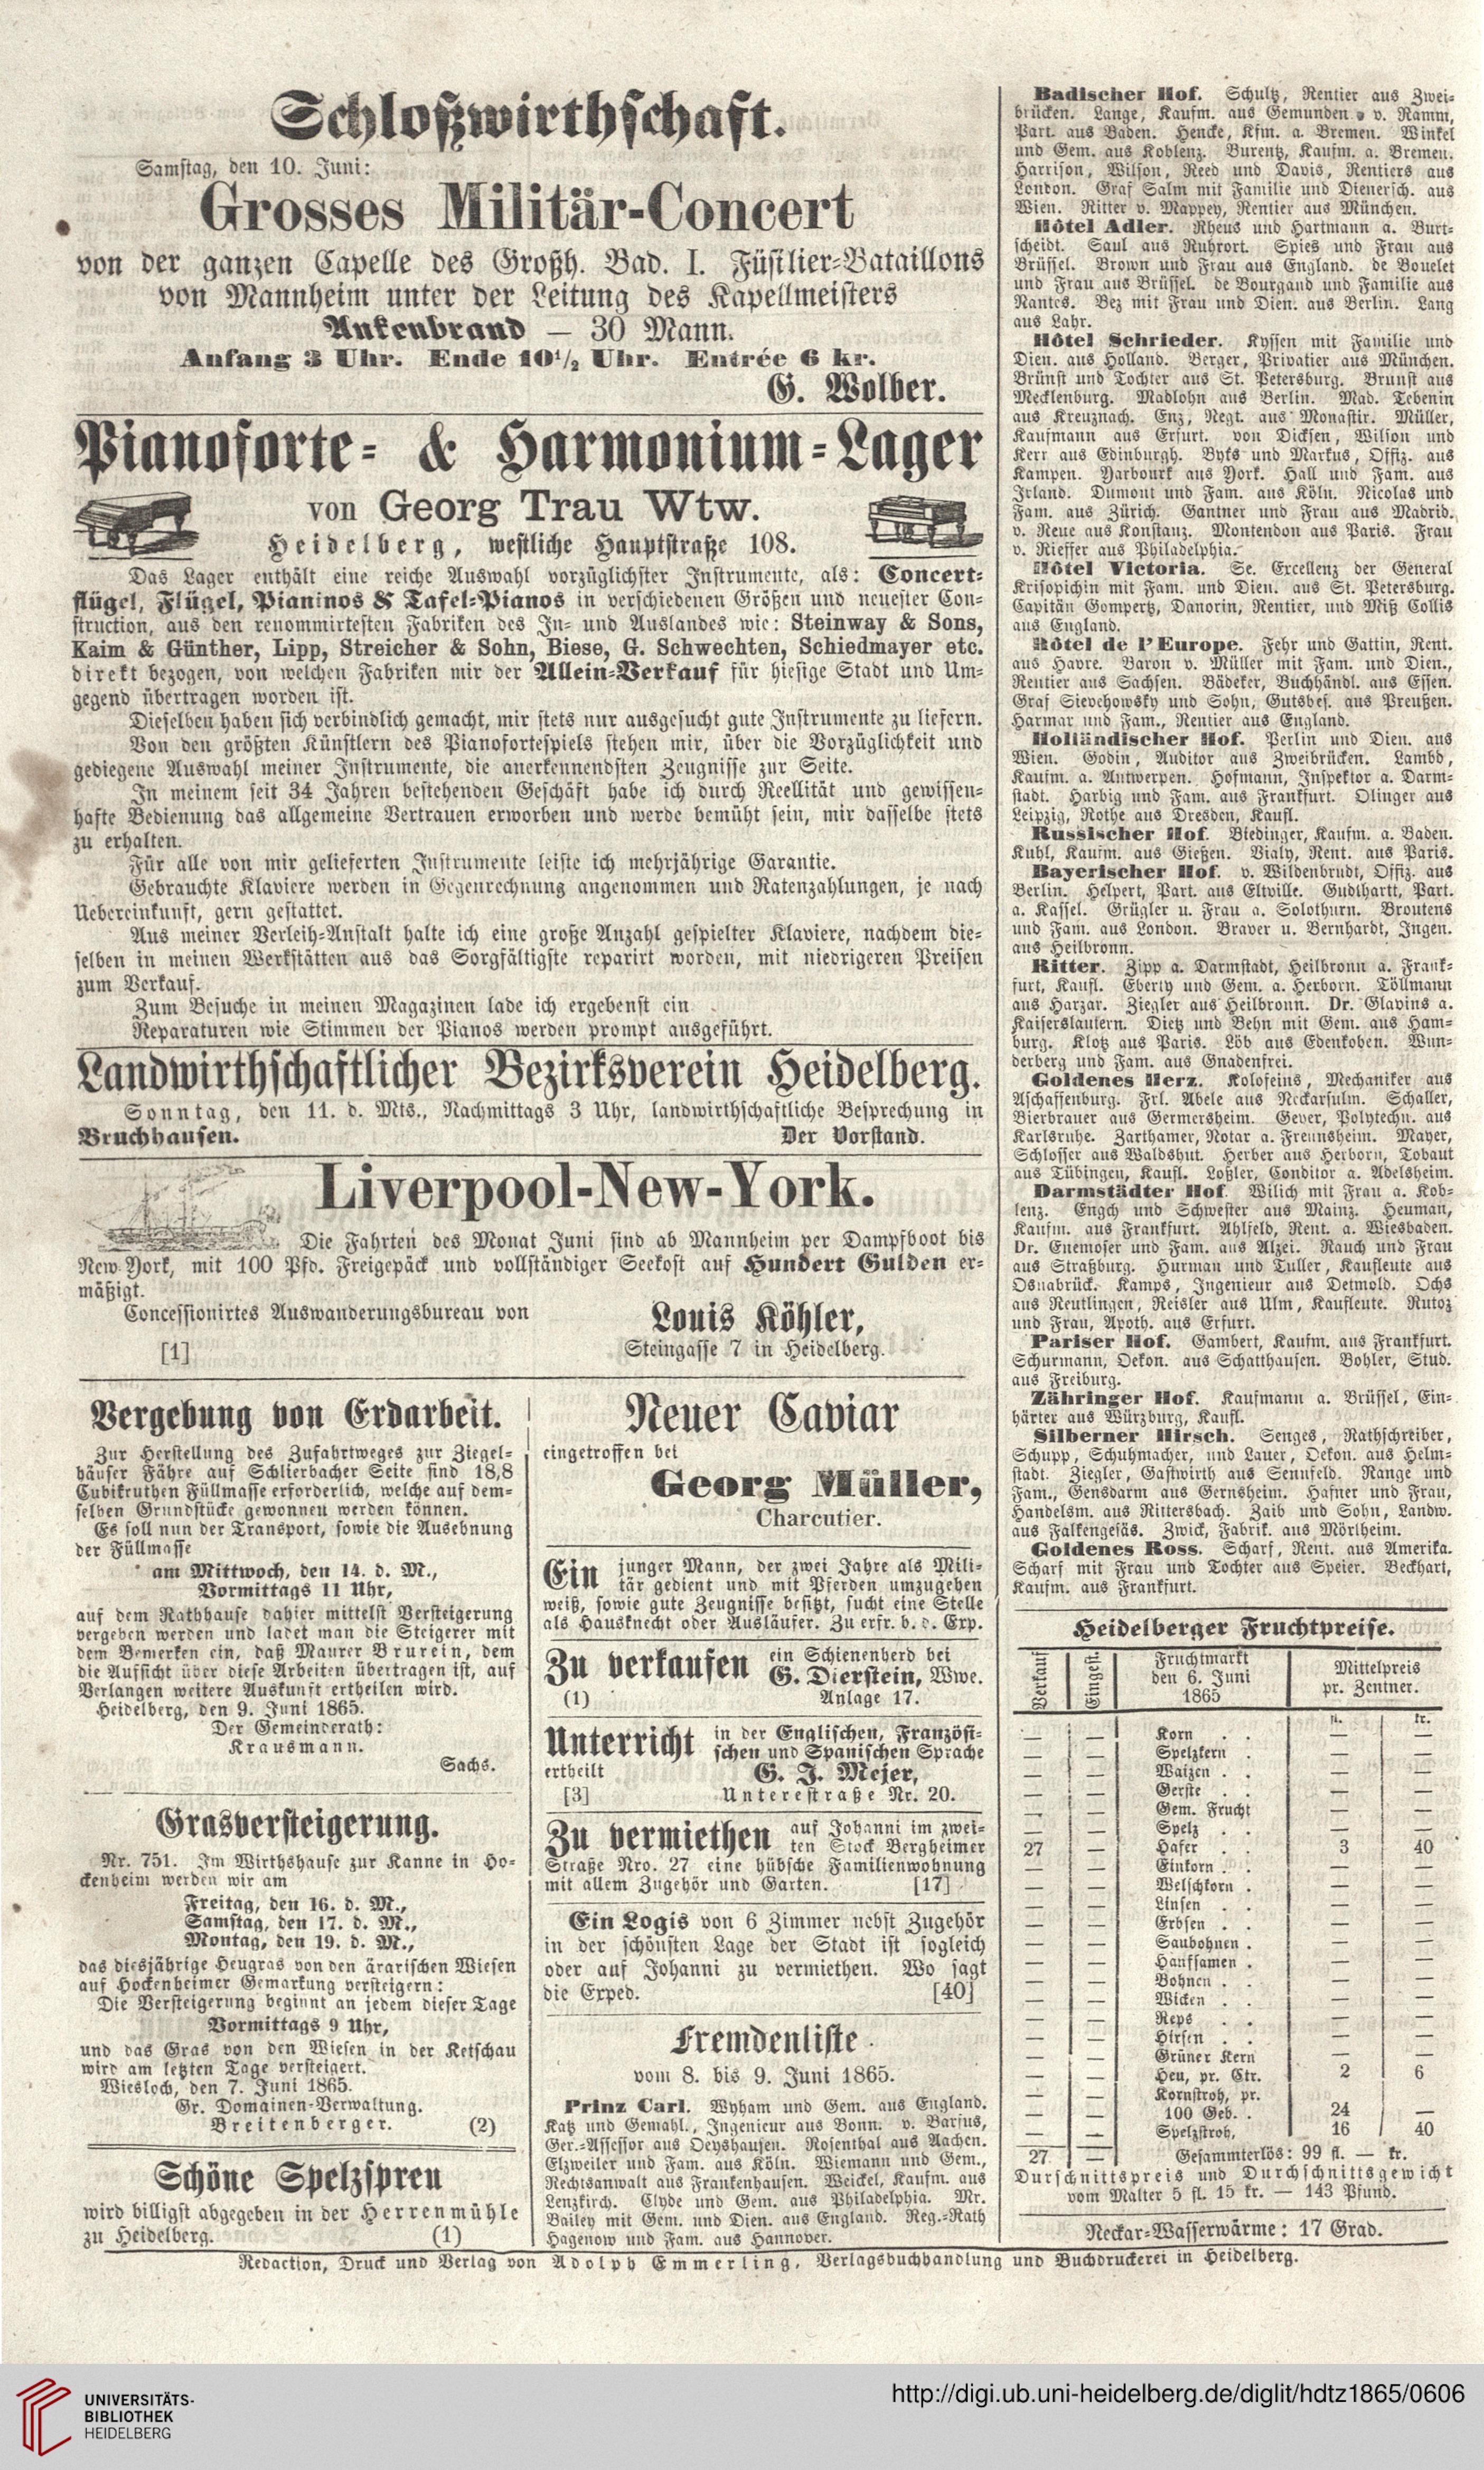 Schloßwirthschaft.
Samstag, den 10. Juni:
Grosses Militär-Concert
von der ganzen Capelle des Großh. Bad. I. Füsilier-Bataillons
von Mannheim unter der Leitung des Kapellmeisters
Ankenbrand — 30 Mann.
Anfang 3 Uhr. Ende 10½ Uhr. Entrée 6 kr.
G. Wolber.
Pianoforte- & Harmonium-Lager
von Georg Trau Wtw.
Heidelberg, westliche Hauptstraße 108.
Das Lager enthält eine reiche Auswahl vorzüglichster Instrumente, als: Concert-
flügel, Flügel, Pianinos & Tafel-Pianos in verschiedenen Größen und neuester Con-
struction, aus den renommirtesten Fabriken des In- und Auslandes wie: Steinway & Sons,
Kaim & Günther, Lipp, Streicher & Sohn, Biese, G. Schwechten, Schiedmayer etc.
direkt bezogen, von welchen Fabriken mir der Allein-Verkauf für hiesige Stadt und Um-
gegend übertragen worden ist.
Dieselben haben sich verbindlich gemacht, mir stets nur ausgesucht gute Instrumente zu liefern.
Von den größten Künstlern des Pianofortespiels stehen mir, über die Vorzüglichkeit und
gediegene Auswahl meiner Instrumente, die anerkennendsten Zeugnisse zur Seite.
In meinem seit 34 Jahren bestehenden Geschäft habe ich durch Reellität und gewissen-
hafte Bedienung das allgemeine Vertrauen erworben und werde bemüht sein, mir dasselbe stets
zu erhalten.
Für alle von mir gelieferten Instrumente leiste ich mehrjährige Garantie.
Gebrauchte Klaviere werden in Gegenrechnung angenommen und Ratenzahlungen, je nach
Uebereinkunft, gern gestattet.
Aus meiner Verleih-Anstalt halte ich eine große Anzahl gespielter Klaviere, nachdem die-
selben in meinen Werkstätten aus das Sorgfältigste reparirt worden, mit niedrigeren Preisen
zum Verkauf.
Zum Besuche in meinen Magazinen lade ich ergebenst ein
Reparaturen wie Stimmen der Pianos werden prompt ausgeführt.
Landwirthschaftlicher Bezirksverein Heidelberg.
Sonntag, den 11. d. Mts., Nachmittags 3 Uhr, landwirthschaftliche Besprechung in
Bruchhausen.
Der Vorstand.
Liverpool-New-York.
Die Fahrten des Monat Juni sind ab Mannheim per Dampfboot bis
New-York, mit 100 Pfd. Freigepäck und vollständiger Seekost auf Hundert Gulden er-
mäßigt.
Concessionirtes Auswanderungsbureau von
Louis Köhler,
[1]
Steingasse 7 in Heidelberg.
Vergebung von Erdarbeit.
Zur Herstellung des Zufahrtweges zur Ziegel-
häuser Fähre auf Schlierbacher Seite sind 18,8
Cubikruthen Füllmasse erforderlich, welche auf dem-
selben Grundstücke gewonnen werden können.
Es soll nun der Transport, sowie die Ausebnung
der Füllmasse
am Mittwoch, den 14. d. M.,
Vormittags 11 Uhr,
auf dem Rathhause dahier mittelst Versteigerung
vergeben werden und ladet man die Steigerer mit
dem Bemerken ein, daß Maurer Brurein, dem
die Aufsicht über diese Arbeiten übertragen ist, auf
Verlangen weitere Auskunft ertheilen wird.
Heidelberg, den 9. Juni 1865.
Der Gemeinderath:
Krausmann.
Sachs.
Grasversteigerung.
Nr. 751. Im Wirthshause zur Kanne in Ho-
ckenheim werden wir am
Freitag, den 16. d. M.,
Samstag, den 17. d. M.,
Montag, den 19. d. M.,
das diesjährige Heugras von den ärarischen Wiesen
auf Hockenheimer Gemarkung versteigern:
Die Versteigerung beginnt an jedem dieser Tage
Vormittags 9 Uhr,
und das Gras von den Wiesen in der Ketschau
wird am letzten Tage versteigert.
Wiesloch, den 7. Juni 1865.
Gr. Domainen-Verwaltung.
Breitenberger. (2)
Schöne Spelzspreu
wird billigst abgegeben in der Herrenmühle
zu Heidelberg. (1)
Neuer Caviar
eingetroffen bei
Georg Müller,
Charcutier.
Ein junger Mann, der zwei Jahre als Mili-
tär gedient und mit Pferden umzugehen
weiß, sowie gute Zeugnisse besitzt, sucht eine Stelle
als Hausknecht oder Ausläufer. Zu erfr. b. d. Exp.
Zu verkaufen ein Schienenherd bei
G. Dierstein, Wwe.
(1) Anlage 17.
Unterricht in der Englischen, Französi-
schen und Spanischen Sprache
ertheilt G. J. Mejer,
[3] Unterestraße Nr. 20.
Zu vermiethen auf Johanni im zwei-
ten Stock Bergheimer
Straße Nro. 27 eine hübsche Familienwohnung
mit allem Zugehör und Garten. [17]
Ein Logis von 6 Zimmer nebst Zugehör
in der schönsten Lage der Stadt ist sogleich
oder auf Johanni zu vermiethen. Wo sagt
die Exped. [40]
Fremdenliste
vom 8. bis 9. Juni 1865.
Prinz Carl. Wyham und Gem. aus England.
Katz und Gemahl., Ingenieur aus Bonn. v. Barfus,
Ger.-Assessor aus Oeyshausen. Rosenthal aus Aachen.
Elzweiler und Fam. aus Köln. Wiemann und Gem.,
Rechtsanwalt aus Frankenhausen. Weickel, Kaufm. aus
Lenzkirch. Clyde und Gem. aus Philadelphia. Mr.
Bailey mit Gem. und Dien. aus England. Reg.-Rath
Hagenow und Fam. aus Hannover.
Badischer Hof. Schultz, Rentier aus Zwei-
brücken. Lange, Kaufm. aus Gemunden v. Ramm,
Part. aus Baden. Hencke, Kfm. a. Bremen. Winkel
und Gem. aus Koblenz. Burentz, Kaufm. a. Bremen.
Harrison, Wilson, Reed und Davis, Rentiers aus
London. Graf Salm mit Familie und Dienersch. aus
Wien. Ritter v. Mappey, Rentier aus München.
Hôtel Adler. Rheus und Hartmann a. Burt-
scheidt. Saul aus Ruhrort. Spies und Frau aus
Brüssel. Brown und Frau aus England. de Bouelet
und Frau aus Brüssel. de Bourgand und Familie aus
Nantes. Bez mit Frau und Dien. aus Berlin. Lang
aus Lahr.
Hôtel Schrieder. Kyssen mit Familie und
Dien. aus Holland. Berger, Privatier aus München.
Brünst und Tochter aus St. Petersburg. Brunst aus
Mecklenburg. Madlohn aus Berlin. Mad. Tebenin
aus Kreuznach. Enz, Regt. aus Monastir. Müller,
Kaufmann aus Erfurt. von Dicksen, Wilson und
Kerr aus Edinburgh. Byks und Markus, Offiz. aus
Kampen. Yarbourk aus York. Hall und Fam. aus
Irland. Dumont und Fam. aus Köln. Nicolas und
Fam. aus Zürich. Gantner und Frau aus Madrid.
v. Neue aus Konstanz. Montendon aus Paris. Frau
v. Rieffer aus Philadelphia.
Hôtel Victoria. Se. Excellenz der General
Krisopichin mit Fam. und Dien. aus St. Petersburg.
Capitän Gompertz, Danorin, Rentier, und Miß Collis
aus England.
Hôtel de l'Europe. Fehr und Gattin, Rent.
aus Havre. Baron v. Müller mit Fam. und Dien.,
Rentier aus Sachsen. Bädeker, Buchhändl. aus Essen.
Graf Sievchowsky und Sohn, Gutsbes. aus Preußen.
Harmar und Fam., Rentier aus England.
Holländischer Hof. Perlin und Dien. aus
Wien. Godin, Auditor aus Zweibrücken. Lambd,
Kaufm. a. Antwerpen. Hofmann, Inspektor a. Darm-
stadt. Harbig und Fam. aus Frankfurt. Olinger aus
Leipzig, Rothe aus Dresden, Kaufl.
Russischer Hof. Biedinger, Kaufm. a. Baden.
Kuhl, Kaufm. aus Gießen. Vialy, Rent. aus Paris.
Bayerischer Hof. v. Wildenbrudt, Offiz. aus
Berlin. Helpert, Part. aus Eltville. Gudlhartt, Part.
a. Kassel. Grügler u. Frau a. Solothurn. Broutens
und Fam. aus London. Braver u. Bernhardt, Ingen.
aus Heilbronn.
Ritter. Zipp a. Darmstadt, Heilbronn a. Frank-
furt, Kaufl. Eberly und Gem. a. Herborn. Töllmann
aus Harzar. Ziegler aus Heilbronn. Dr. Glavins a.
Kaiserslautern. Dietz und Behn mit Gem. aus Ham-
burg. Klotz aus Paris. Löb aus Edenkoben. Wun-
derberg und Fam. aus Gnadenfrei.
Goldenes Herz. Kolofeins, Mechaniker aus
Aschaffenburg. Frl. Abele aus Neckarsulm. Schaller,
Bierbrauer aus Germersheim. Gever, Polytechn. aus
Karlsruhe. Zarthamer, Notar a. Freunsheim. Mayer,
Schlosser aus Waldshut. Herber aus Herborn, Tobaut
aus Tübingen, Kaufl. Loßler, Conditor a. Adelsheim.
Darmstädter Hof. Wilich mit Frau a. Kob-
lenz. Engch und Schwester aus Mainz. Heuman,
Kaufm. aus Frankfurt. Ahlfeld, Rent. a. Wiesbaden.
Dr. Enemoser und Fam. aus Alzei. Rauch und Frau
aus Straßburg. Hurman und Tuller, Kaufleute aus
Osnabrück. Kamps, Ingenieur aus Detmold. Ochs
aus Reutlingen, Reisler aus Ulm, Kaufleute. Rutoz
und Frau, Apoth. aus Erfurt.
Pariser Hof. Gambert, Kaufm. aus Frankfurt.
Schurmann, Oekon. aus Schatthausen. Bohler, Stud.
aus Freiburg.
Zähringer Hof. Kaufmann a. Brüssel, Ein-
härter aus Würzburg, Kaufl.
Silberner Hirsch. Senges, Rathschreiber,
Schupp, Schuhmacher, und Lauer, Oekon. aus Helm-
stadt. Ziegler, Gastwirth aus Sennfeld. Nange und
Fam., Gensdarm aus Gernsheim. Hafner und Frau,
Handelsm. aus Rittersbach. Zaib und Sohn, Landw.
aus Falkengesäs. Zwick, Fabrik. aus Mörlheim.
Goldenes Ross. Scharf, Rent. aus Amerika.
Scharf mit Frau und Tochter aus Speier. Beckhart,
Kaufm. aus Frankfurt.
Heidelberger Fruchtpreise.
Verkauf Eingest. Fruchtmarkt den 6. Juni 1865 Mittelpreis pr. Zentner.
fl. kr.
— — Korn . . — —
— — Spelzkern . — —
— — Waizen . . — —
— — Gerste . . — —
— — Gem. Frucht — —
— — Spelz . . — —
27 — Hafer . . 3 40
— — Einkorn . . — —
— — Welschkorn . — —
— — Linsen . . — —
— — Erbsen . . — —
— — Saubohnen . — —
— — Hanfsamen . — —
— — Bohnen . . — —
— — Wicken . . — —
— — Reps . . — —
— — Hirsen . . — —
— — Grüner Kern — —
— — Heu, pr. Ctr. 2 6
Kornstroh, pr.
— — 100 Geb. . 24 —
— — Spelzstroh, 16 40
27 — Gesammterlös: 99 fl. — kr.
Durschnittspreis und Durchschnittsgewicht
vom Malter 5 fl. 15 kr. — 143 Pfund.
Neckar-Wasserwärme: 17 Grad.
Redaction, Druck und Verlag von Adolph Emmerling, Verlagsbuchhandlung und Buchdruckerei in Heidelberg.
UNIVERSITÄTS-
BIBLIOTHEK
HEIDELBERG
http://digi.ub.uni-heidelberg.de/diglit/hdtz1865/0606